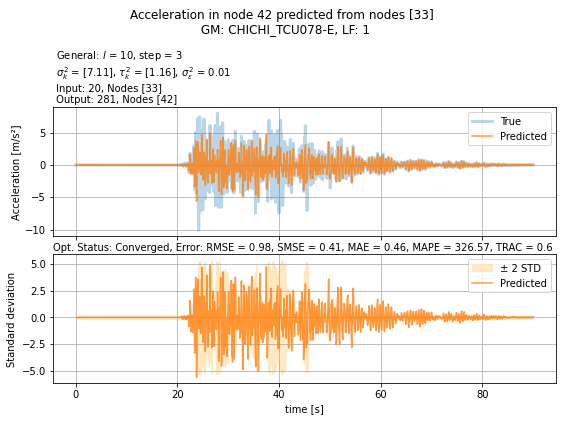 Acceleration in node 42 predicted from nodes [33]
GM: CHICHI_TCU078-E, LF: 1
General: l = 10, step = 3
σ²ₖ = [7.11], τ²ₖ = [1.16], σ²ε = 0.01
Input: 20, Nodes [33]
Output: 281, Nodes [42]
Acceleration [m/s²]
5
0
−5
−10
True
Predicted
Opt. Status: Converged, Error: RMSE = 0.98, SMSE = 0.41, MAE = 0.46, MAPE = 326.57, TRAC = 0.6
Standard deviation
5.0
2.5
0.0
−2.5
−5.0
± 2 STD
Predicted
0 20 40 60 80
time [s]